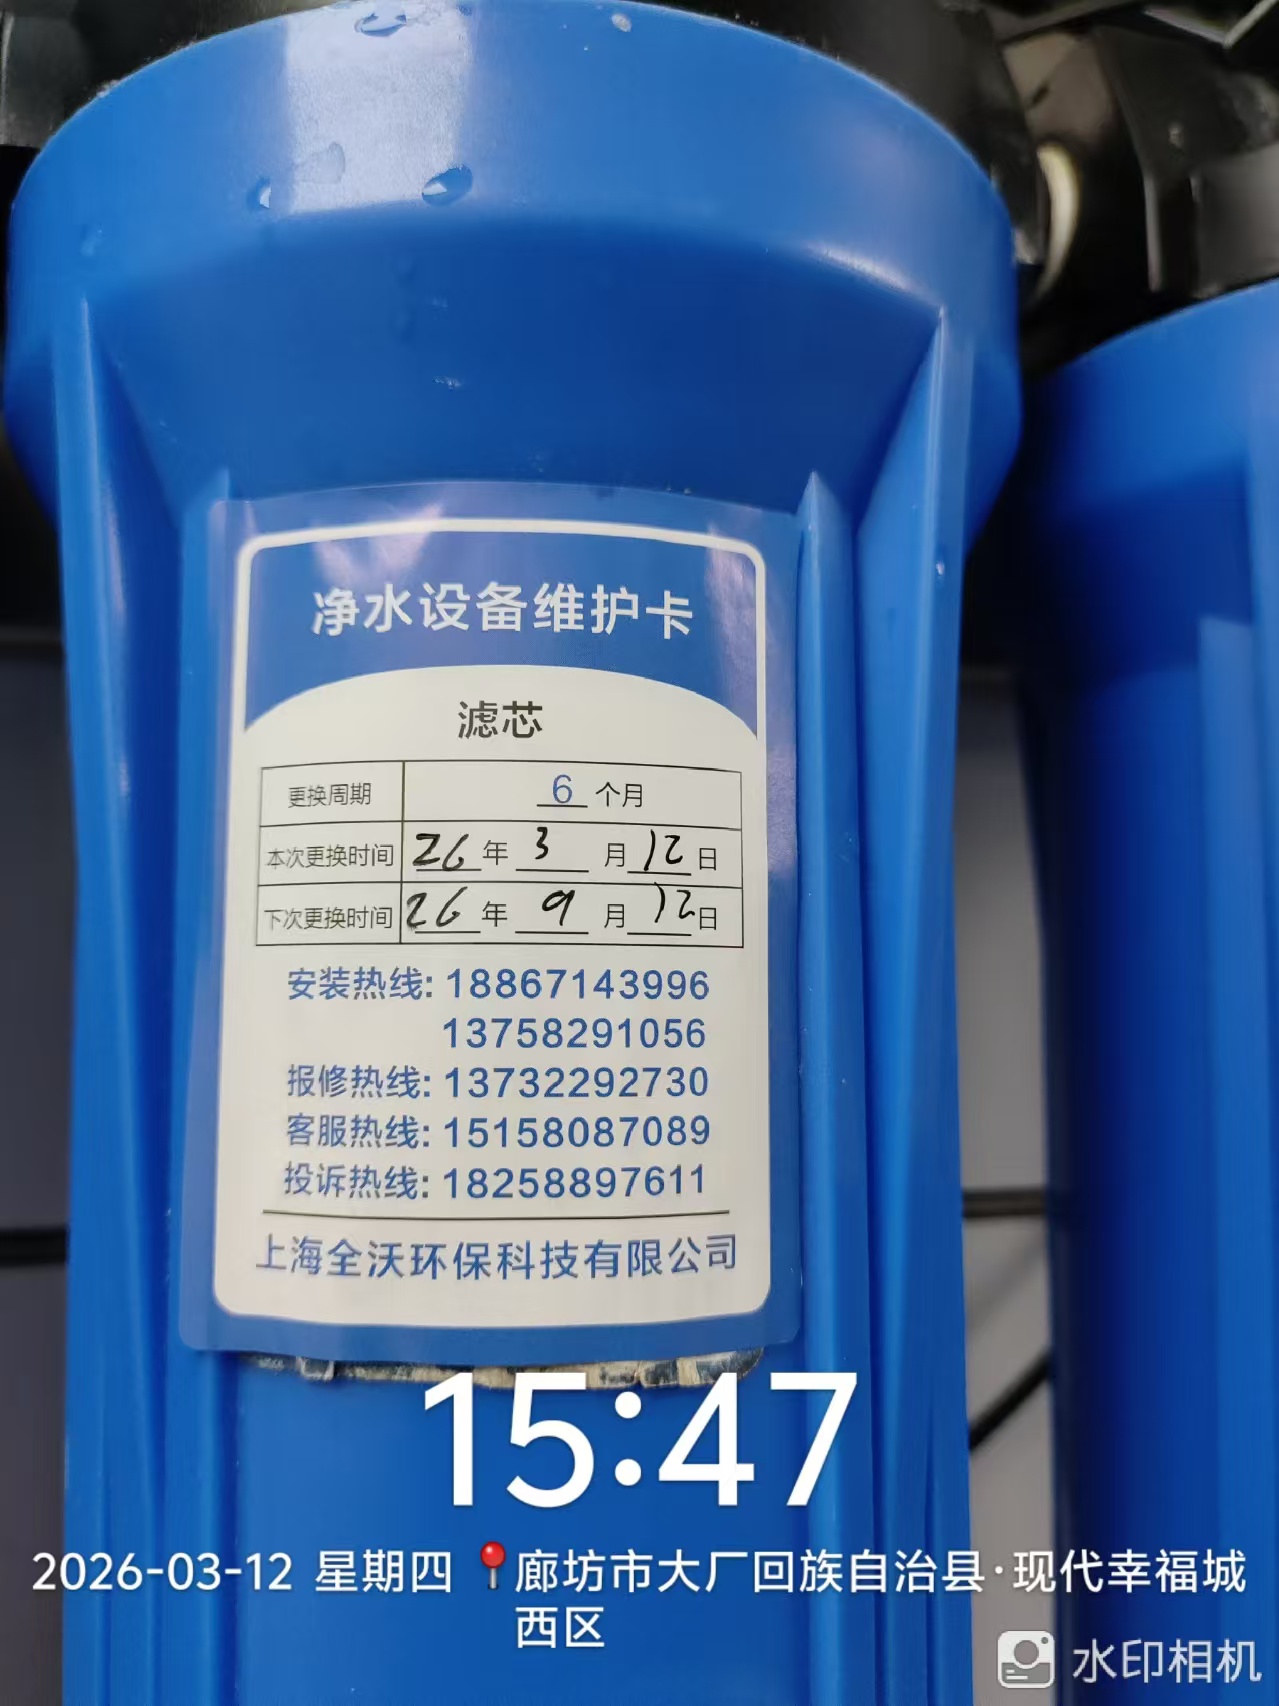 净水设备维护卡
滤芯
更换周期 6 个月
本次更换时间 26 年 3 月 12 日
下次更换时间 26 年 9 月 12 日
安装热线: 18867143996
13758291056
报修热线: 13732292730
客服热线: 15158087089
投诉热线: 18258897611
上海全沃环保科技有限公司
15:47
2026-03-12 星期四 📍廊坊市大厂回族自治县·现代幸福城
西区
水印相机